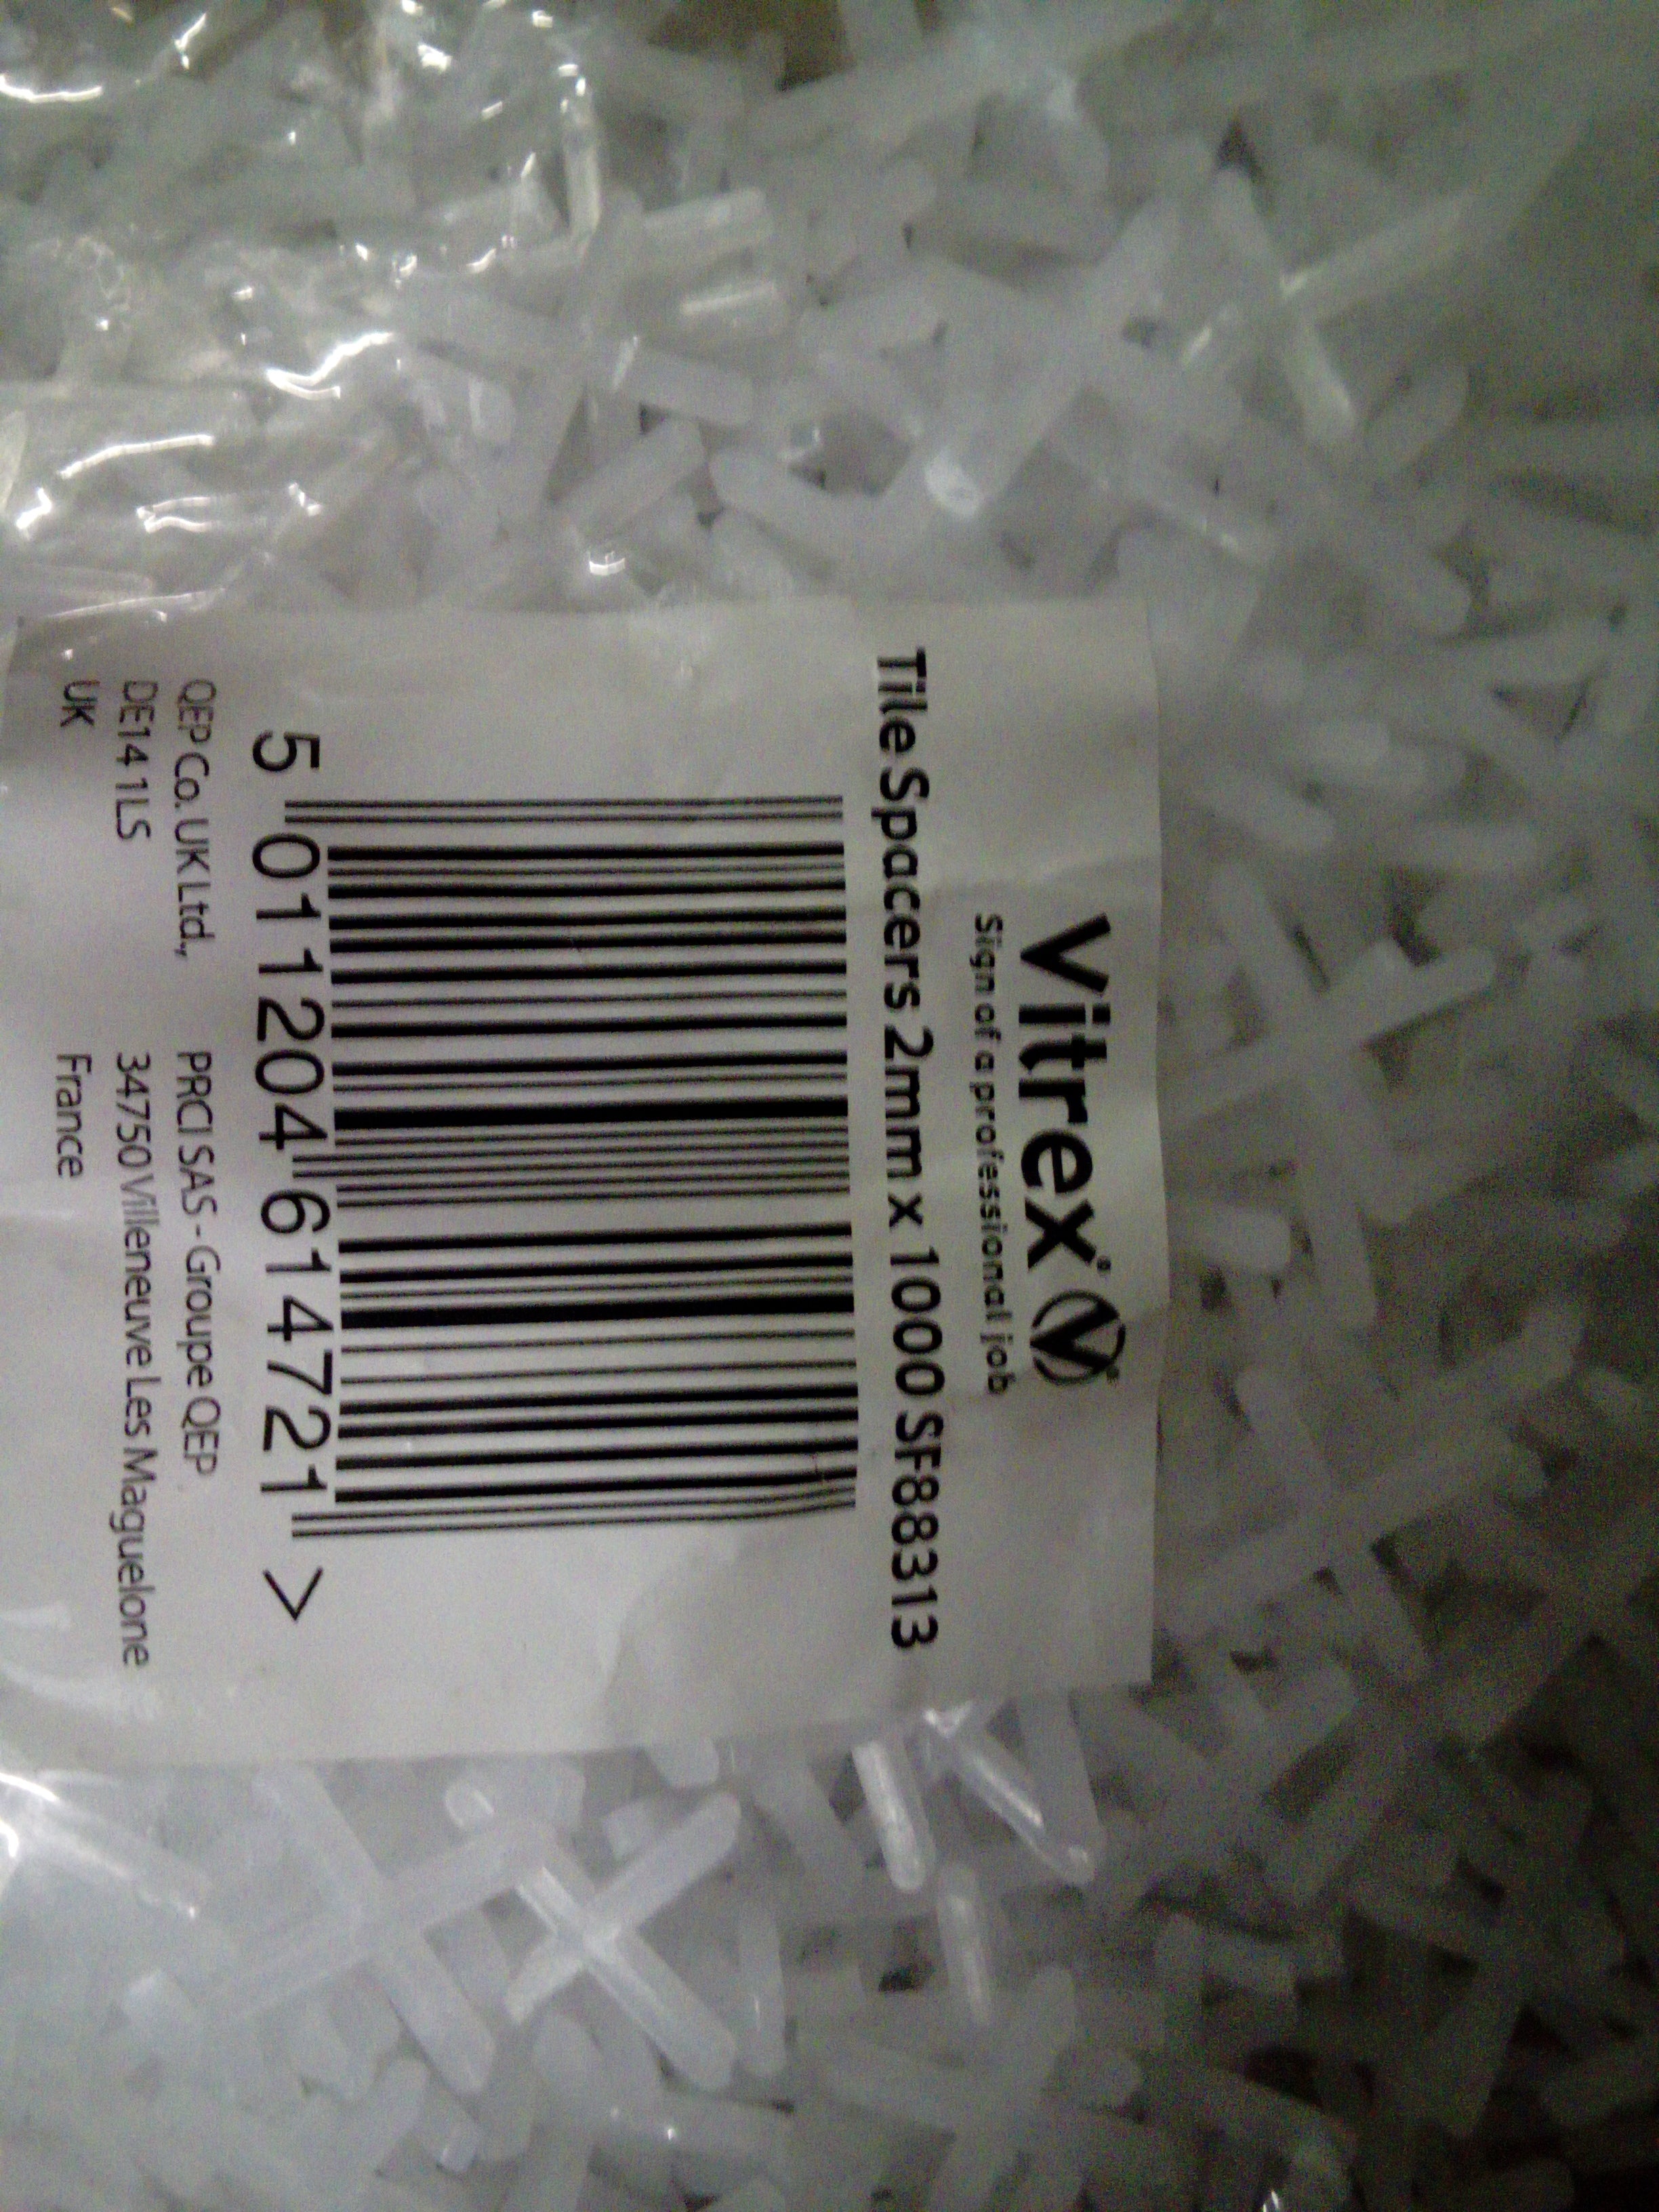 Vitrex®
Sign of a professional job
Tile Spacers 2mm x 1000 SF88313
5 011204 614721 >
QEP Co. UK Ltd.,
DE14 1LS
UK
PRCI SAS - Groupe QEP
34750 Villeneuve Les Maguelone
France